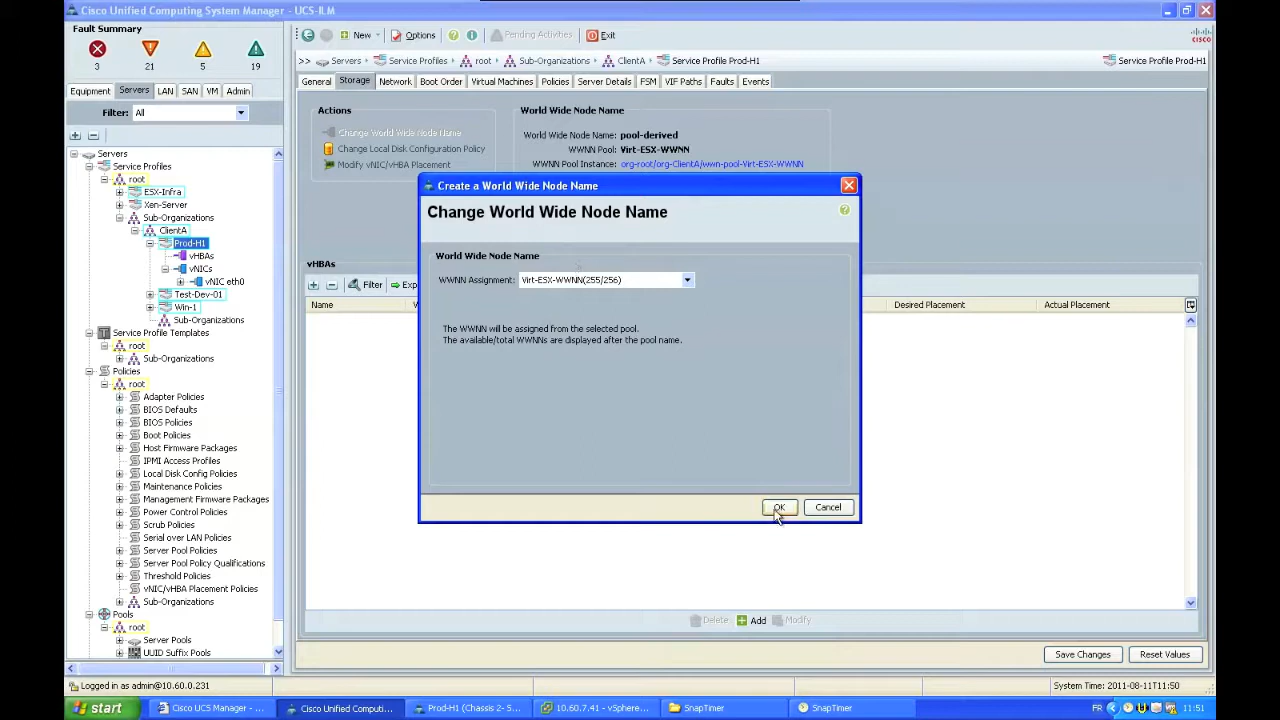 Cisco Unified Computing System Manager - UCS-ILM
Fault Summary
3 21 5 19
Equipment Servers LAN SAN VM Admin
Filter: All
Servers
Service Profiles
root
ESX-Infra
Xen-Server
Sub-Organizations
ClientA
Prod-H1
vHBAs
vNICs
vNIC eth0
Test-Dev-01
Win-1
Sub-Organizations
Service Profile Templates
root
Sub-Organizations
Policies
root
Adapter Policies
BIOS Defaults
BIOS Policies
Boot Policies
Host Firmware Packages
IPMI Access Profiles
Local Disk Config Policies
Maintenance Policies
Management Firmware Packages
Power Control Policies
Scrub Policies
Serial over LAN Policies
Server Pool Policies
Server Pool Policy Qualifications
Threshold Policies
vNIC/vHBA Placement Policies
Sub-Organizations
Pools
root
Server Pools
UUID Suffix Pools
Logged in as admin@10.60.0.231
New Options Pending Activities Exit
CISCO
>> Servers Service Profiles root Sub-Organizations ClientA Service Profile Prod-H1
Service Profile Prod-H1
General Storage Network Boot Order Virtual Machines Policies Server Details FSM VIF Paths Faults Events
Actions
Change World Wide Node Name
Change Local Disk Configuration Policy
Modify vNIC/vHBA Placement
World Wide Node Name
World Wide Node Name: pool-derived
WWNN Pool: Virt-ESX-WWNN
WWNN Pool Instance: org-root/org-ClientA/wwn-pool-Virt-ESX-WWNN
Create a World Wide Node Name
Change World Wide Node Name
World Wide Node Name
WWNN Assignment: Virt-ESX-WWNN(255/256)
The WWNN will be assigned from the selected pool.
The available/total WWNNs are displayed after the pool name.
OK Cancel
vHBAs
Filter
Name Desired Placement Actual Placement
Delete Add Modify
Save Changes Reset Values
System Time: 2011-08-11T11:50
start Cisco UCS Manager - ... Cisco Unified Computi... Prod-H1 (Chassis 2- S... 10.60.7.41 - vSphere... SnapTimer SnapTimer FR 11:51